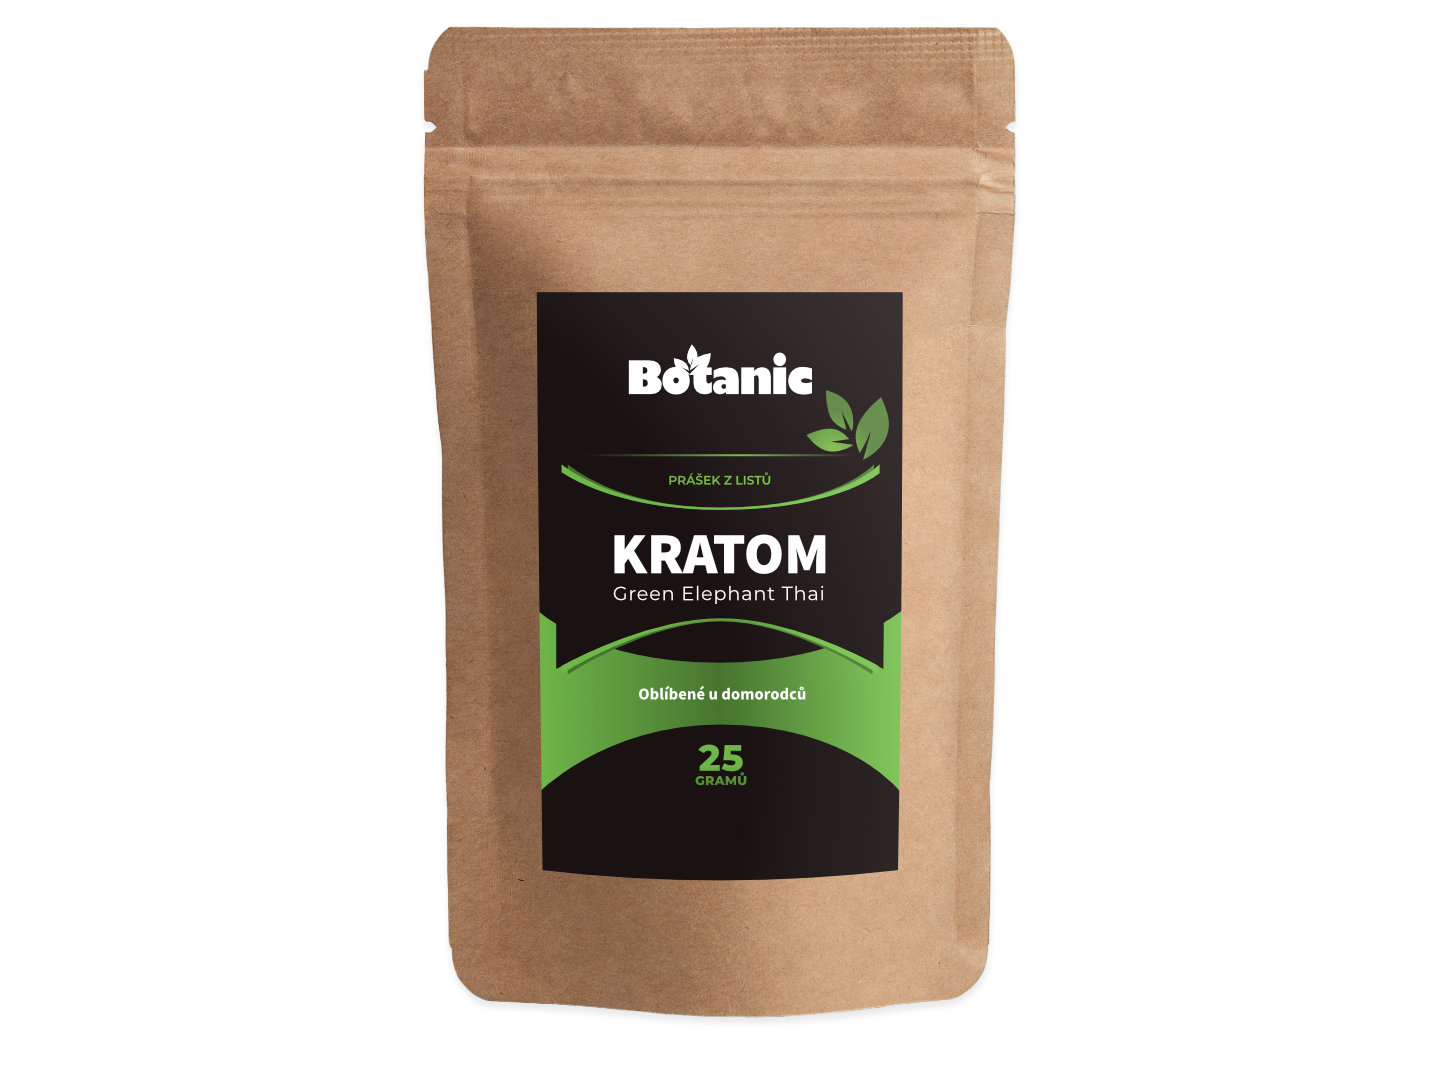 Botanic
PRÁŠEK Z LISTŮ
KRATOM
Green Elephant Thai
Oblíbené u domorodců
25
GRAMŮ